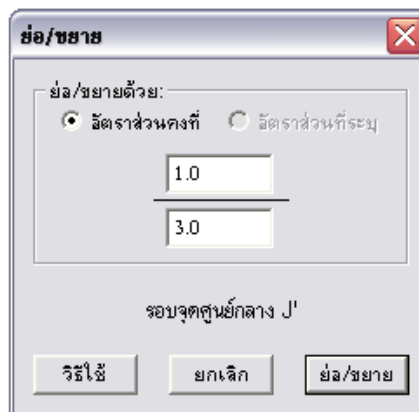 ย่อ/ขยาย
ย่อ/ขยายด้วย:
อัตราส่วนคงที่ อัตราส่วนที่ระบุ
1.0
3.0
รอบจุดศูนย์กลาง J'
วิธีใช้ ยกเลิก ย่อ/ขยาย